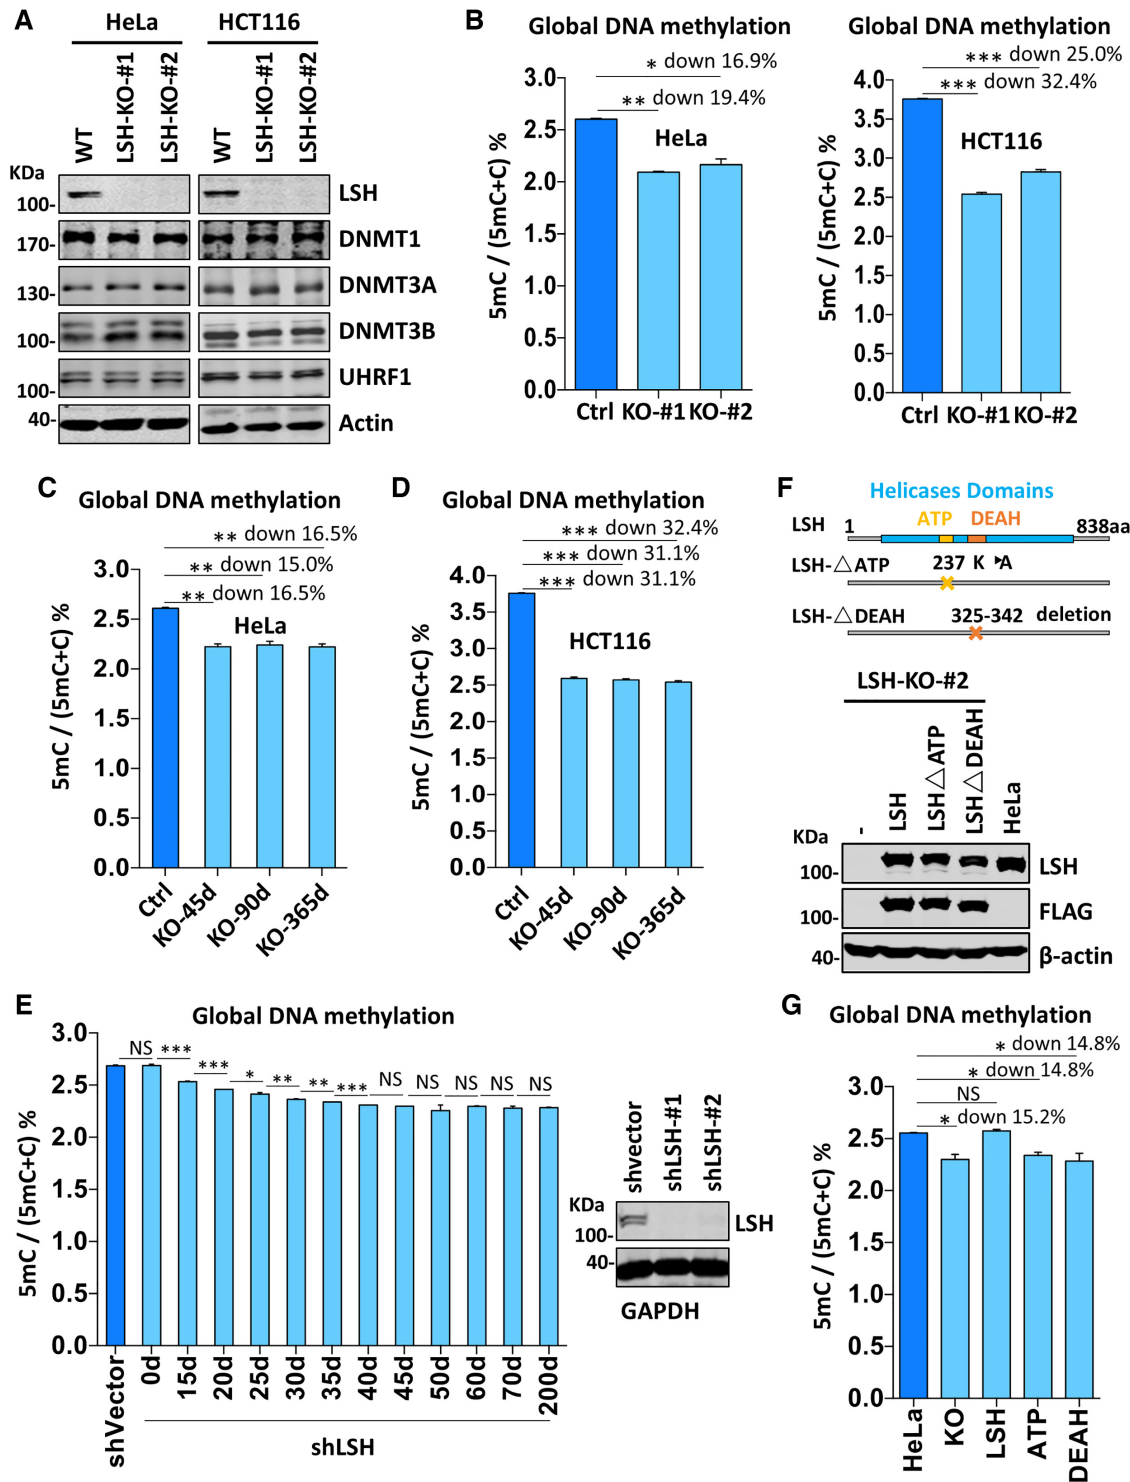 A
HeLa HCT116
WT LSH-KO-#1 LSH-KO-#2 WT LSH-KO-#1 LSH-KO-#2
KDa
100- LSH
170- DNMT1
130- DNMT3A
100- DNMT3B
100- UHRF1
40- Actin
B
Global DNA methylation
* down 16.9%
** down 19.4%
HeLa
5mC / (5mC+C) %
3.0
2.5
2.0
1.5
1.0
0.5
0.0
Ctrl KO-#1 KO-#2
Global DNA methylation
*** down 25.0%
*** down 32.4%
HCT116
5mC / (5mC+C) %
4.0
3.5
3.0
2.5
2.0
1.5
1.0
0.5
0.0
Ctrl KO-#1 KO-#2
C
Global DNA methylation
** down 16.5%
** down 15.0%
** down 16.5%
HeLa
5mC / (5mC+C) %
3.0
2.5
2.0
1.5
1.0
0.5
0.0
Ctrl KO-45d KO-90d KO-365d
D
Global DNA methylation
*** down 32.4%
*** down 31.1%
*** down 31.1%
HCT116
5mC / (5mC+C) %
4.0
3.5
3.0
2.5
2.0
1.5
1.0
0.5
0.0
Ctrl KO-45d KO-90d KO-365d
F
Helicases Domains
ATP DEAH
LSH 1 838aa
LSH-△ATP 237 K ►A
LSH-△DEAH 325-342 deletion
LSH-KO-#2
- LSH LSH△ATP LSH△DEAH HeLa
KDa
100- LSH
100- FLAG
40- β-actin
E
Global DNA methylation
NS *** *** * ** ** *** NS NS NS NS NS
5mC / (5mC+C) %
3.0
2.5
2.0
1.5
1.0
0.5
0.0
shVector 0d 15d 20d 25d 30d 35d 40d 45d 50d 60d 70d 200d
shLSH
shvector shLSH-#1 shLSH-#2
KDa
100- LSH
40-
GAPDH
G
Global DNA methylation
* down 14.8%
* down 14.8%
NS
* down 15.2%
5mC / (5mC+C) %
3.0
2.5
2.0
1.5
1.0
0.5
0.0
HeLa KO LSH ATP DEAH